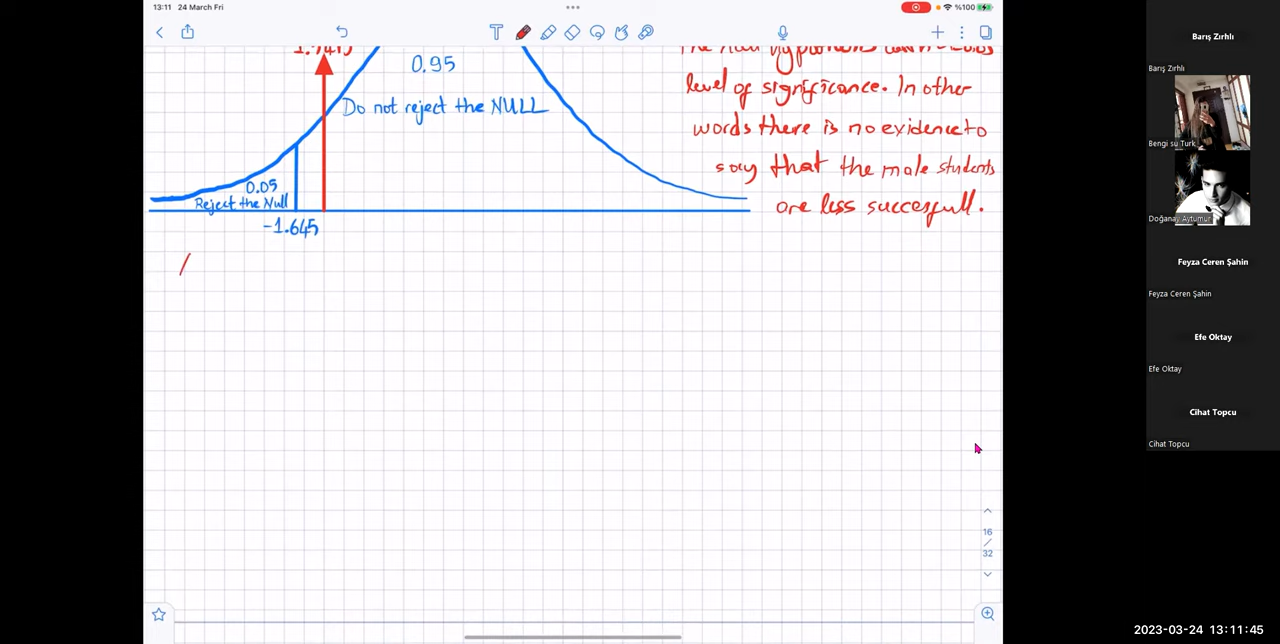 13:11 24 March Fri
%100
0.95
Do not reject the NULL
0.05
Reject the Null
-1.645
level of significance. In other
words there is no exidence to
say that the male students
are less succesfull.
16
32
Barış Zırhlı
Barış Zırhlı
Bengi su Turk
Doğanay Aytumur
Feyza Ceren Şahin
Feyza Ceren Şahin
Efe Oktay
Efe Oktay
Cihat Topcu
Cihat Topcu
2023-03-24 13:11:45